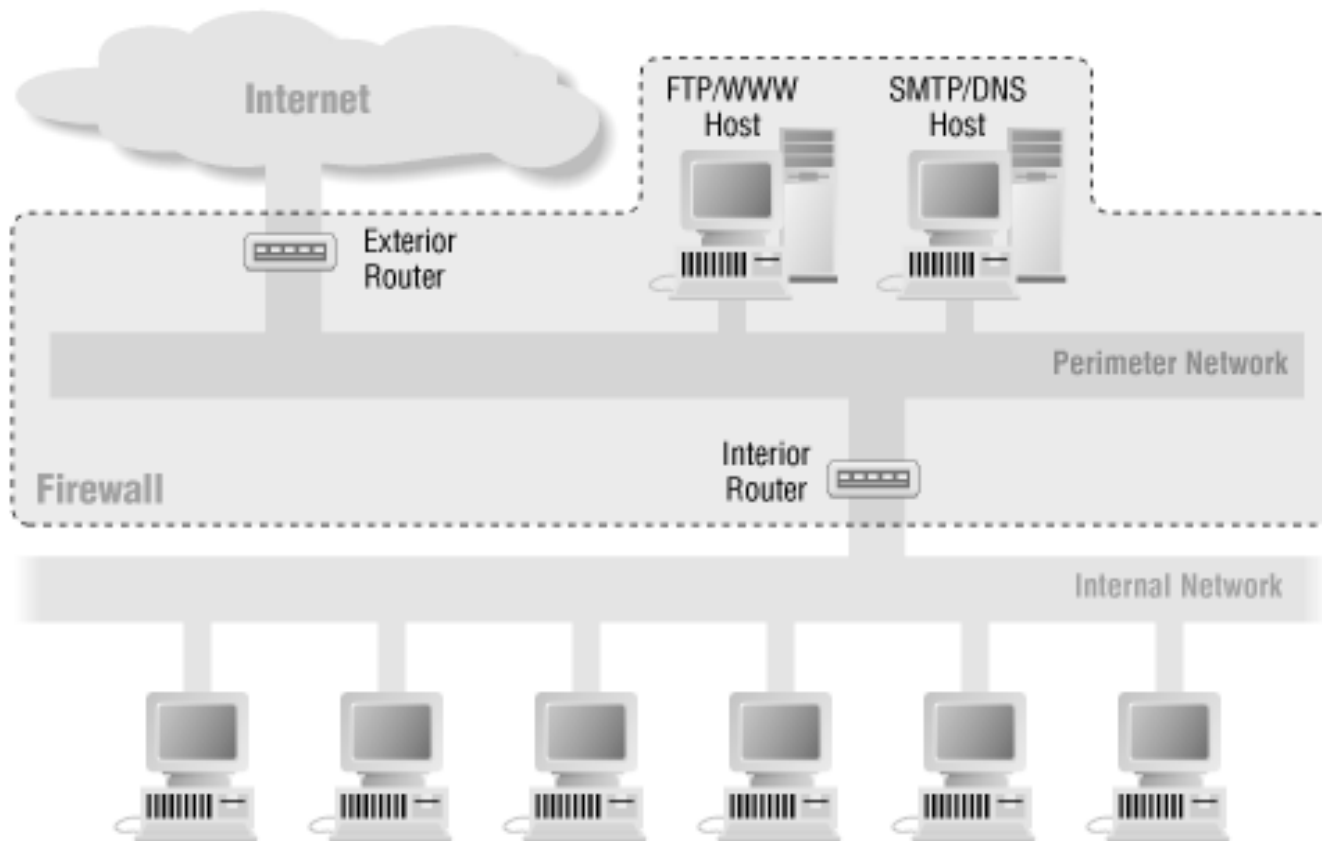 Internet
FTP/WWW
Host
SMTP/DNS
Host
Exterior
Router
Perimeter Network
Interior
Router
Firewall
Internal Network